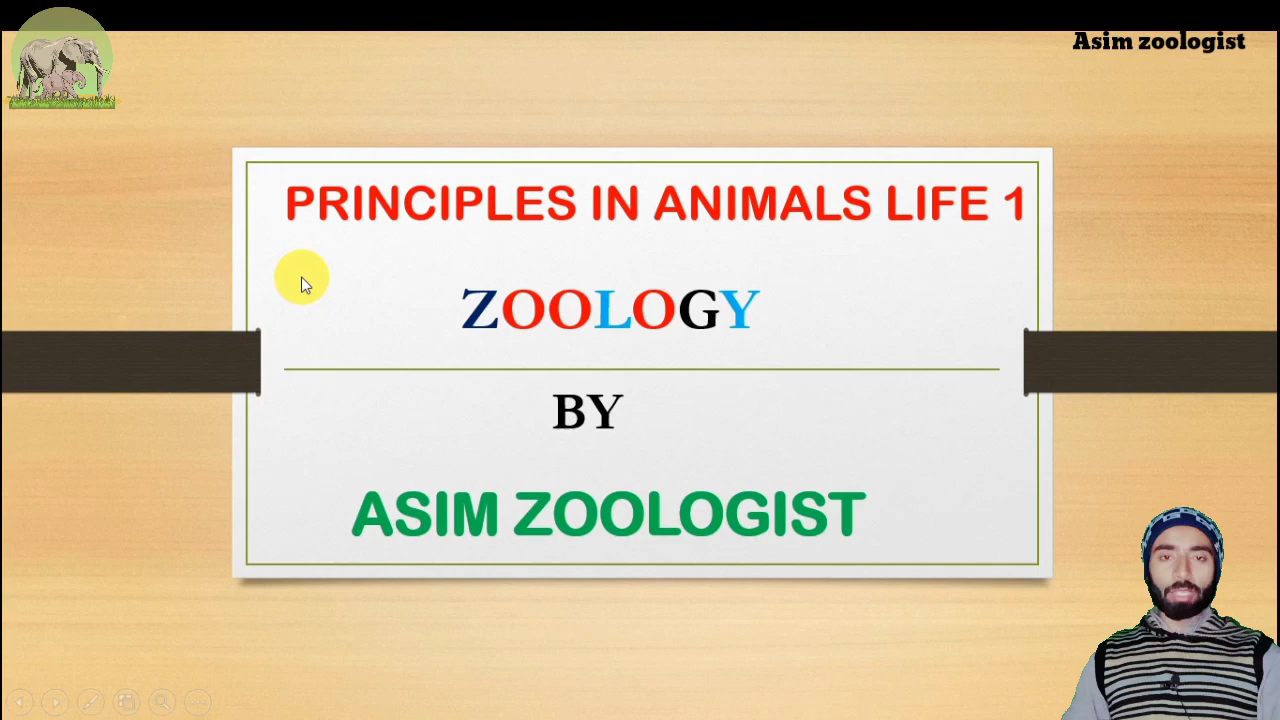 Asim zoologist
PRINCIPLES IN ANIMALS LIFE 1
ZOOLOGY
BY
ASIM ZOOLOGIST